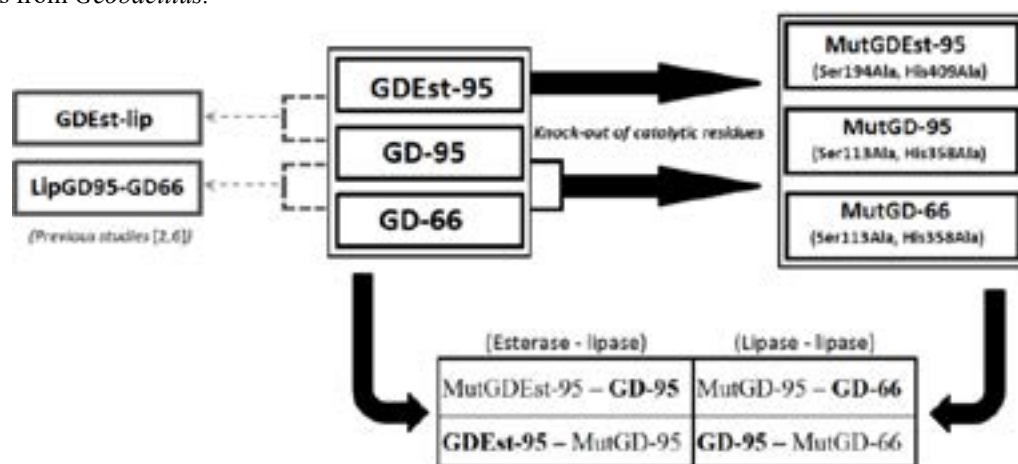 s from Geobacillus.
GDEst-lip
LipGD95-GD66
(Previous studies [2,6])
GDEst-95
GD-95
GD-66
Knock-out of catalytic residues
MutGDEst-95
(Ser194Ala, His409Ala)
MutGD-95
(Ser113Ala, His358Ala)
MutGD-66
(Ser113Ala, His358Ala)
(Esterase - lipase) (Lipase - lipase)
MutGDEst-95 – GD-95 MutGD-95 – GD-66
GDEst-95 – MutGD-95 GD-95 – MutGD-66